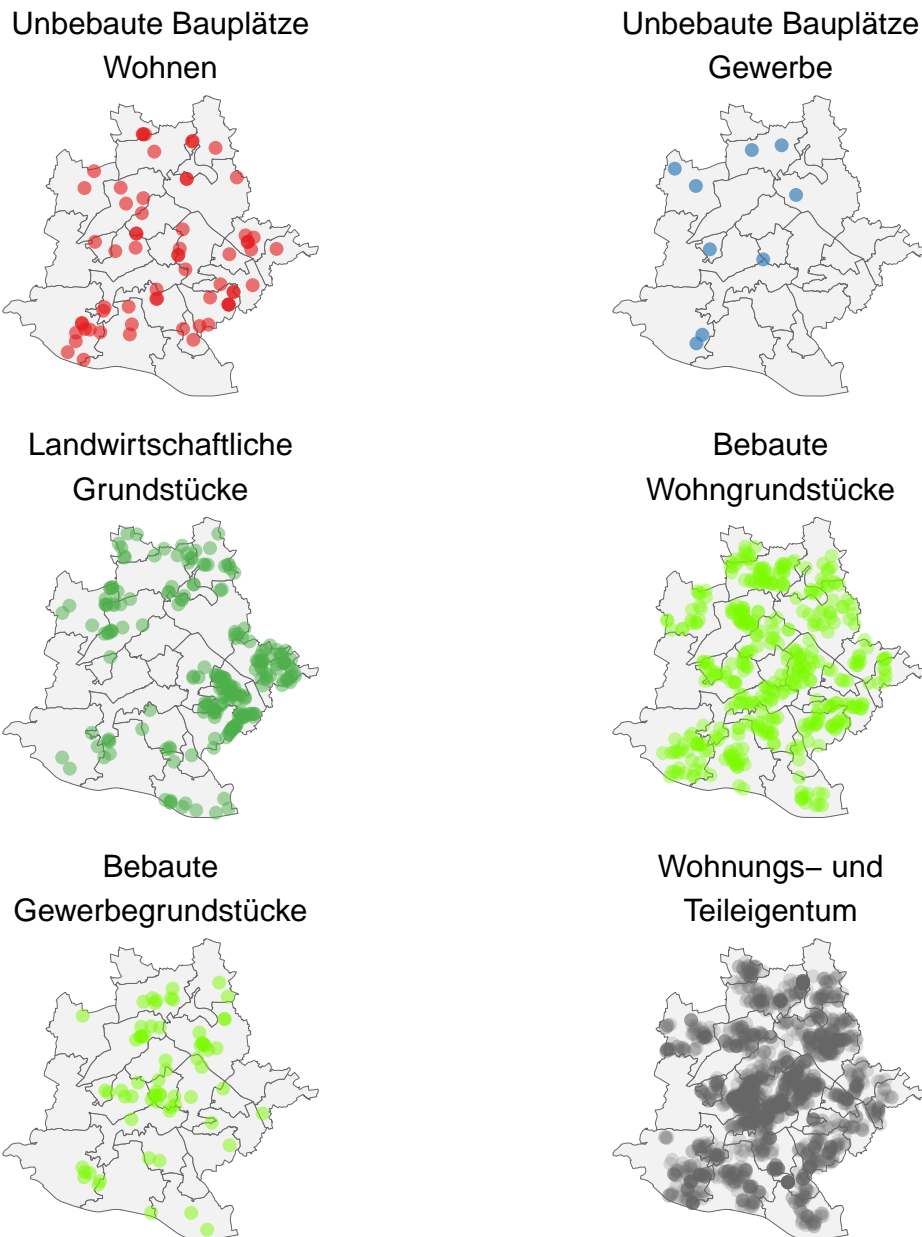 Unbebaute Bauplätze
Wohnen
Unbebaute Bauplätze
Gewerbe
Landwirtschaftliche
Grundstücke
Bebaute
Wohngrundstücke
Bebaute
Gewerbegrundstücke
Wohnungs− und
Teileigentum